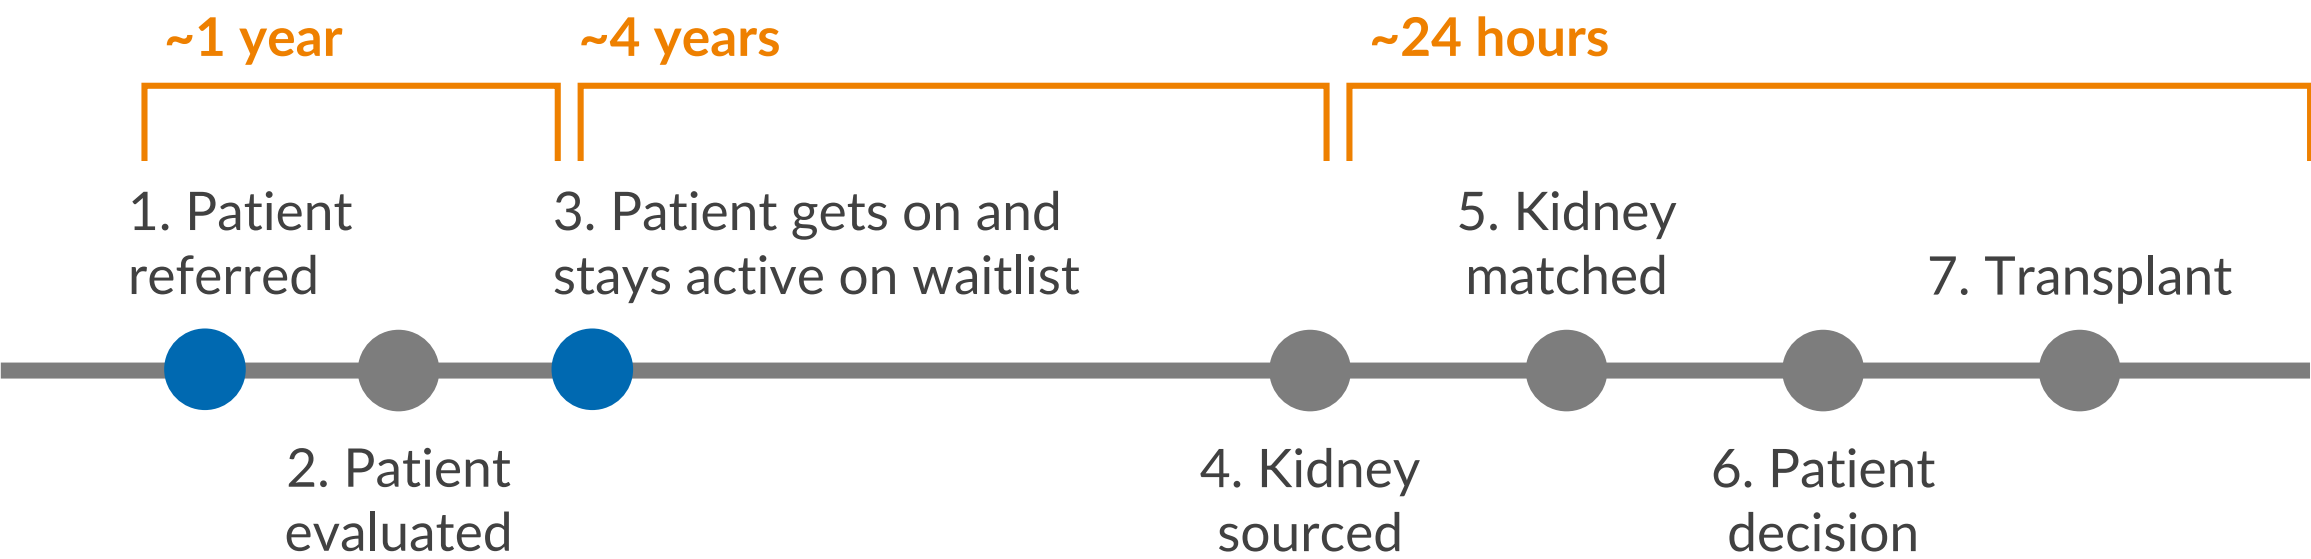 ~1 year
~4 years
~24 hours
1. Patient
referred
3. Patient gets on and
stays active on waitlist
5. Kidney
matched
7. Transplant
2. Patient
evaluated
4. Kidney
sourced
6. Patient
decision